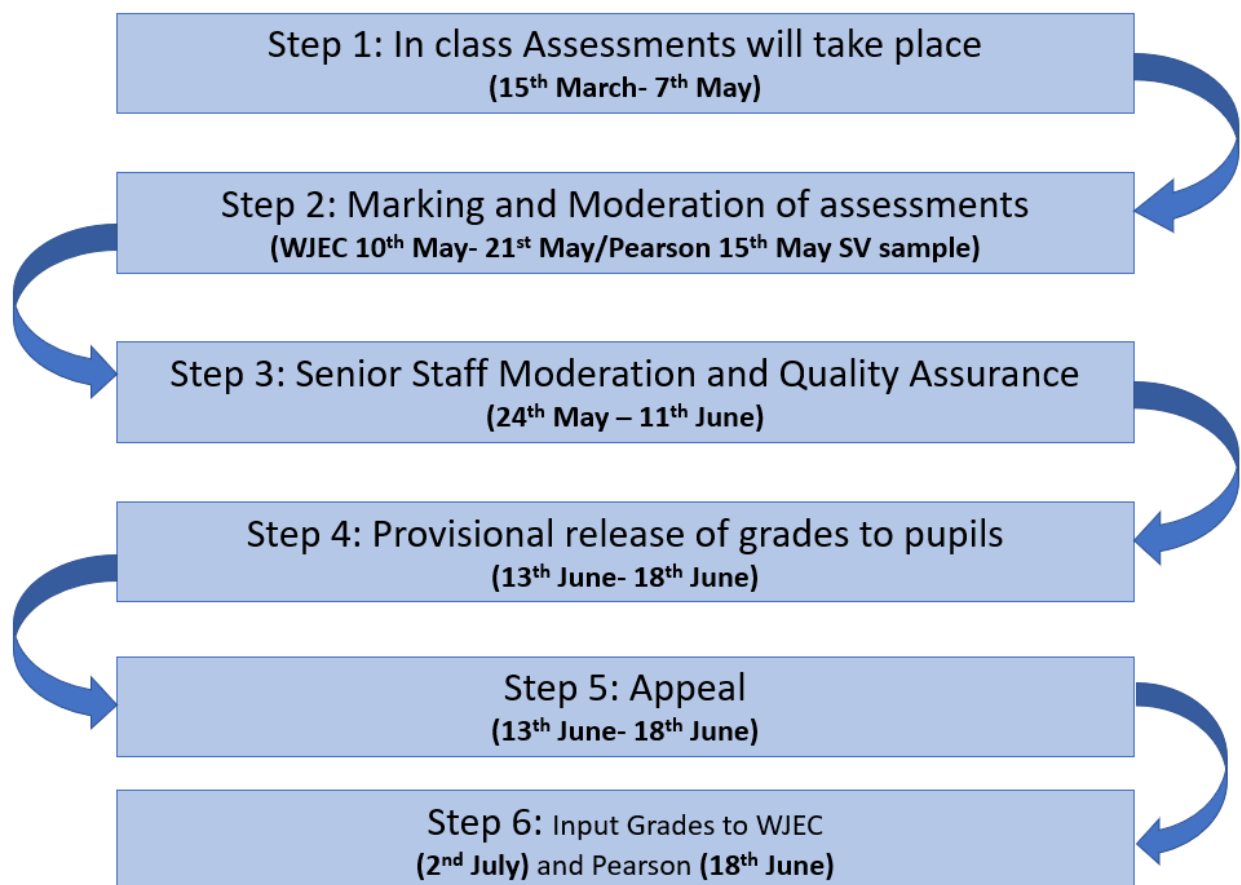 Step 1: In class Assessments will take place
(15th March- 7th May)
Step 2: Marking and Moderation of assessments
(WJEC 10th May- 21st May/Pearson 15th May SV sample)
Step 3: Senior Staff Moderation and Quality Assurance
(24th May – 11th June)
Step 4: Provisional release of grades to pupils
(13th June- 18th June)
Step 5: Appeal
(13th June- 18th June)
Step 6: Input Grades to WJEC
(2nd July) and Pearson (18th June)